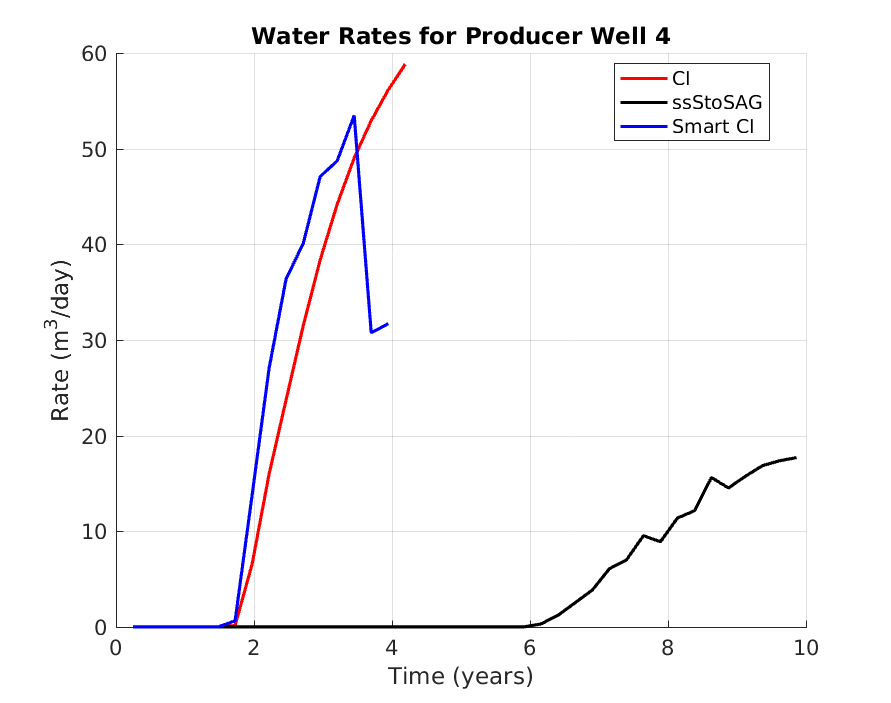 Water Rates for Producer Well 4
60
50
40
30
20
10
0
Rate (m³/day)
CI
ssStoSAG
Smart CI
0 2 4 6 8 10
Time (years)